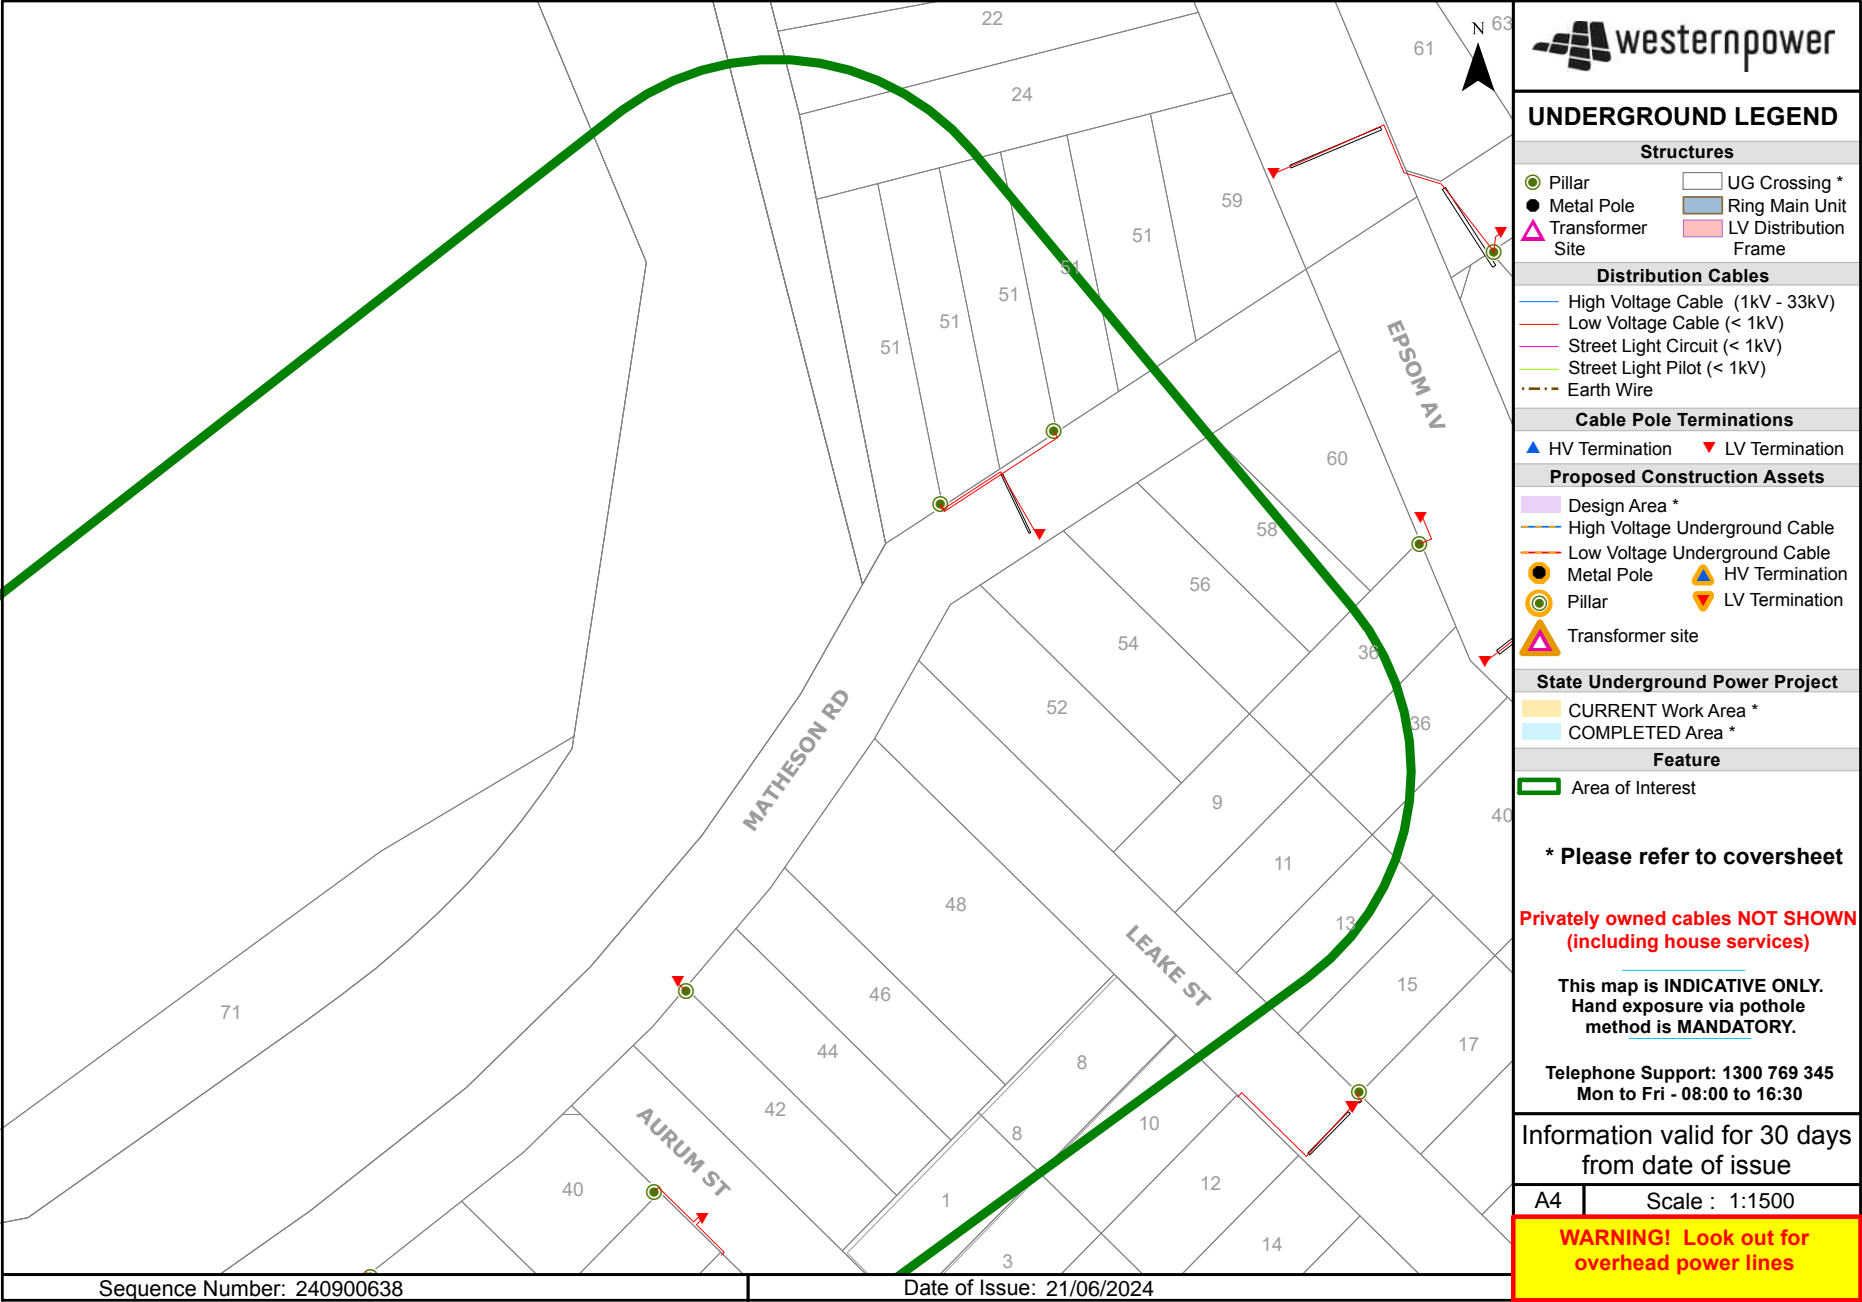 22
24
61
63
N
59
51
51
51
51
51
EPSOM AV
60
58
56
54
52
36
36
9
11
13
40
MATHESON RD
48
LEAKE ST
46
44
42
15
17
71
8
8
10
12
14
1
3
40
AURUM ST
westernpower
UNDERGROUND LEGEND
Structures
Pillar
UG Crossing *
Metal Pole
Ring Main Unit
Transformer Site
LV Distribution Frame
Distribution Cables
High Voltage Cable (1kV - 33kV)
Low Voltage Cable (< 1kV)
Street Light Circuit (< 1kV)
Street Light Pilot (< 1kV)
Earth Wire
Cable Pole Terminations
HV Termination
LV Termination
Proposed Construction Assets
Design Area *
High Voltage Underground Cable
Low Voltage Underground Cable
Metal Pole
HV Termination
Pillar
LV Termination
Transformer site
State Underground Power Project
CURRENT Work Area *
COMPLETED Area *
Feature
Area of Interest
* Please refer to coversheet
Privately owned cables NOT SHOWN
(including house services)
This map is INDICATIVE ONLY.
Hand exposure via pothole
method is MANDATORY.
Telephone Support: 1300 769 345
Mon to Fri - 08:00 to 16:30
Information valid for 30 days
from date of issue
A4
Scale : 1:1500
WARNING! Look out for
overhead power lines
Sequence Number: 240900638
Date of Issue: 21/06/2024